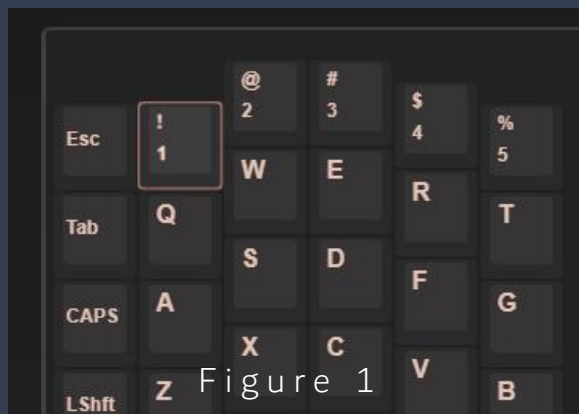 @ #
2 3
$
4
! %
1 5
Esc
W E
R
Q T
Tab
S D
F
A G
CAPS
X C
V
Z B
LShft
Figure 1